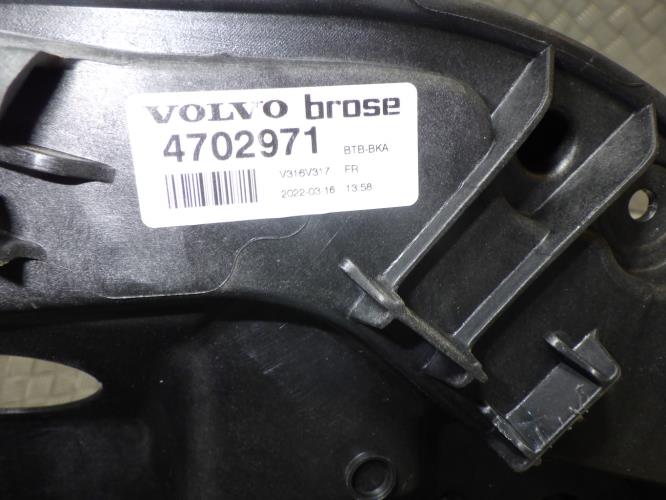 VOLVO brose
4702971 BTB-BKA
V316V317 FR
2022-03-16 13:58